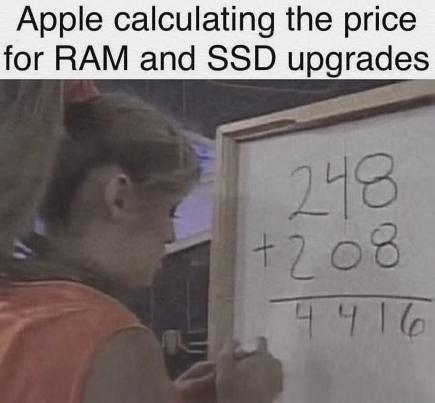 Apple calculating the price
for RAM and SSD upgrades
248
+208
4416